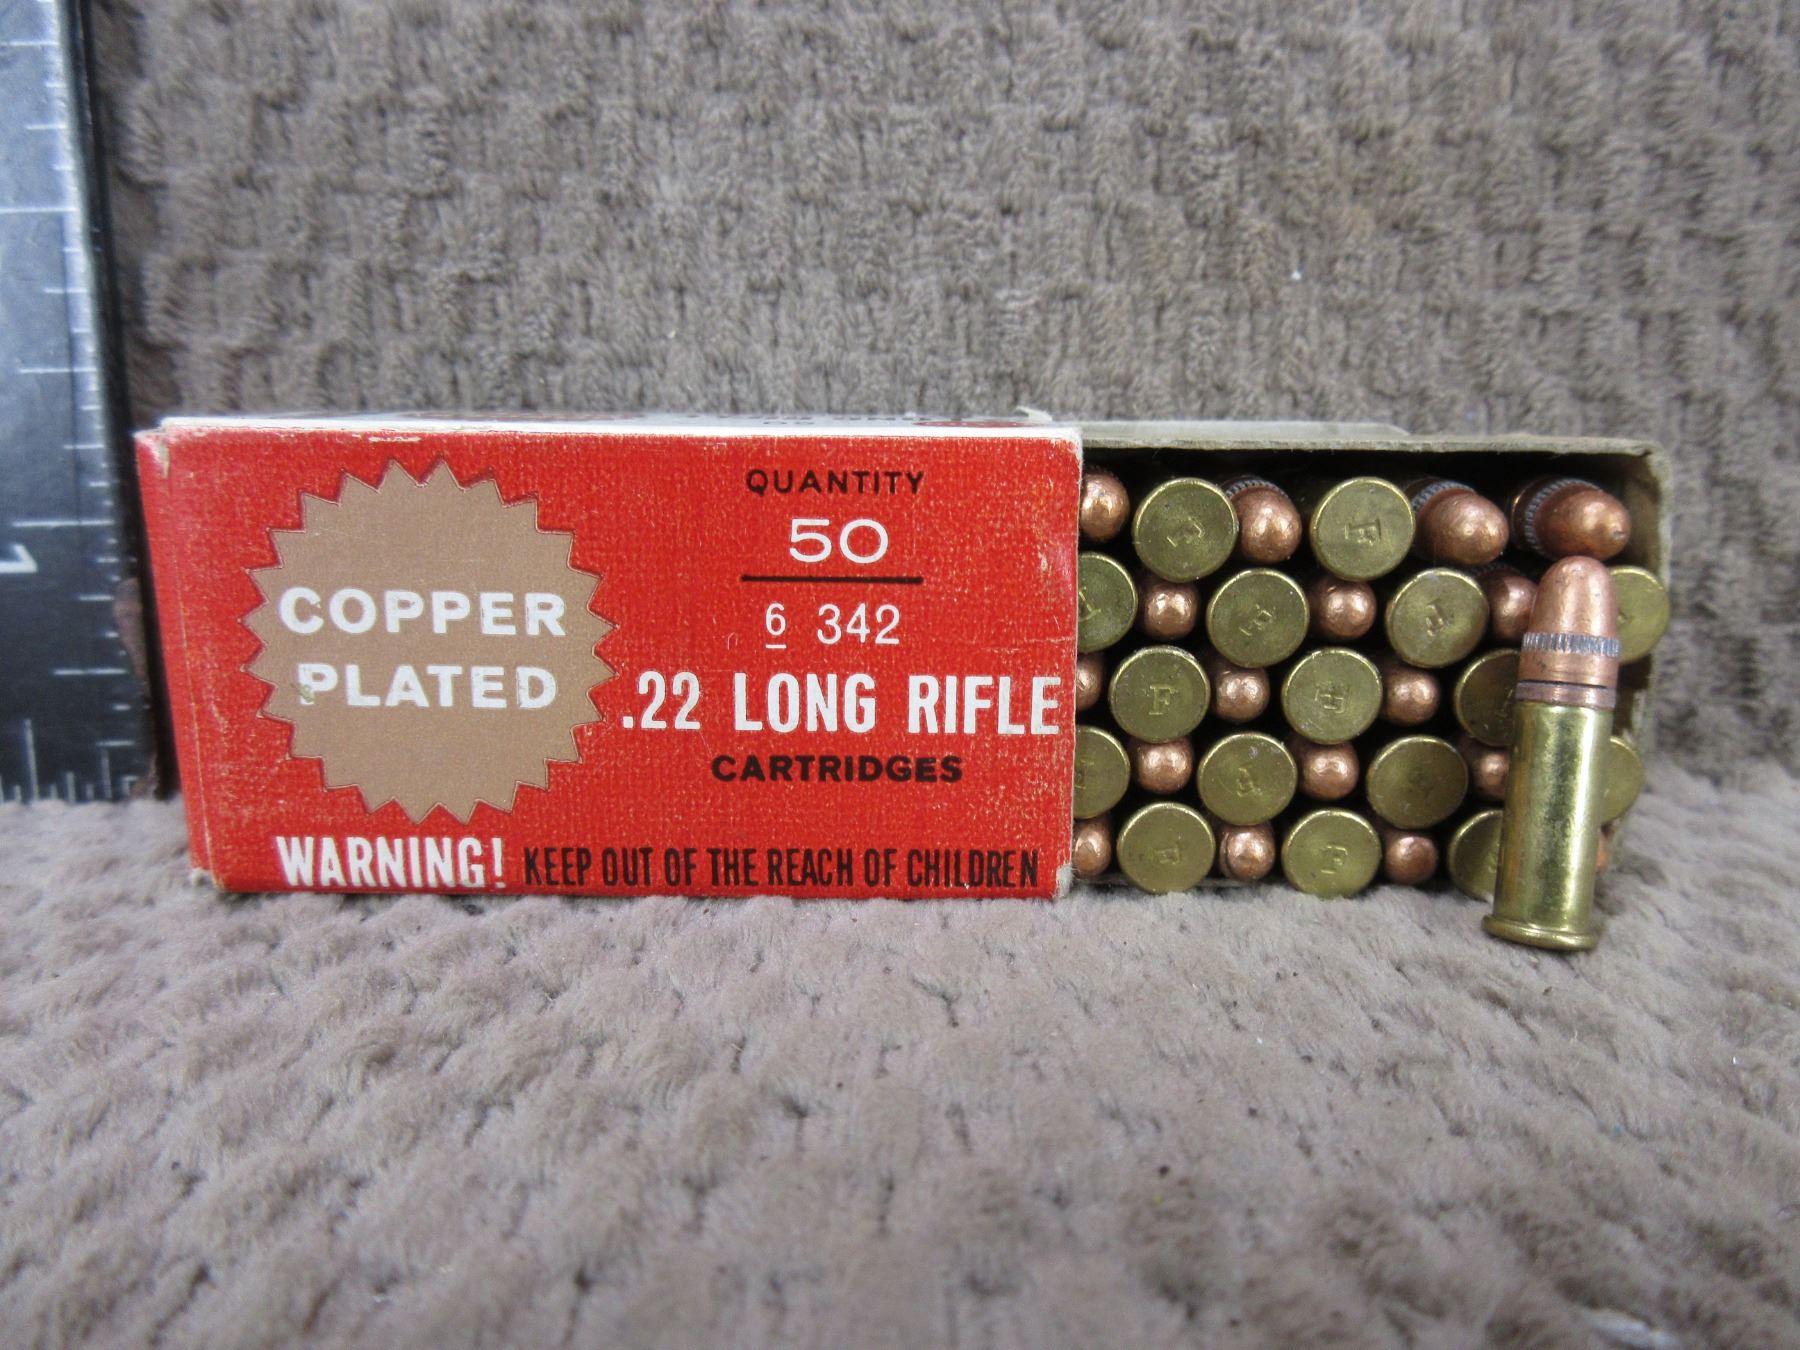 COPPER
PLATED
QUANTITY
50
6 342
.22 LONG RIFLE
CARTRIDGES
WARNING! KEEP OUT OF THE REACH OF CHILDREN
F
F
F
F